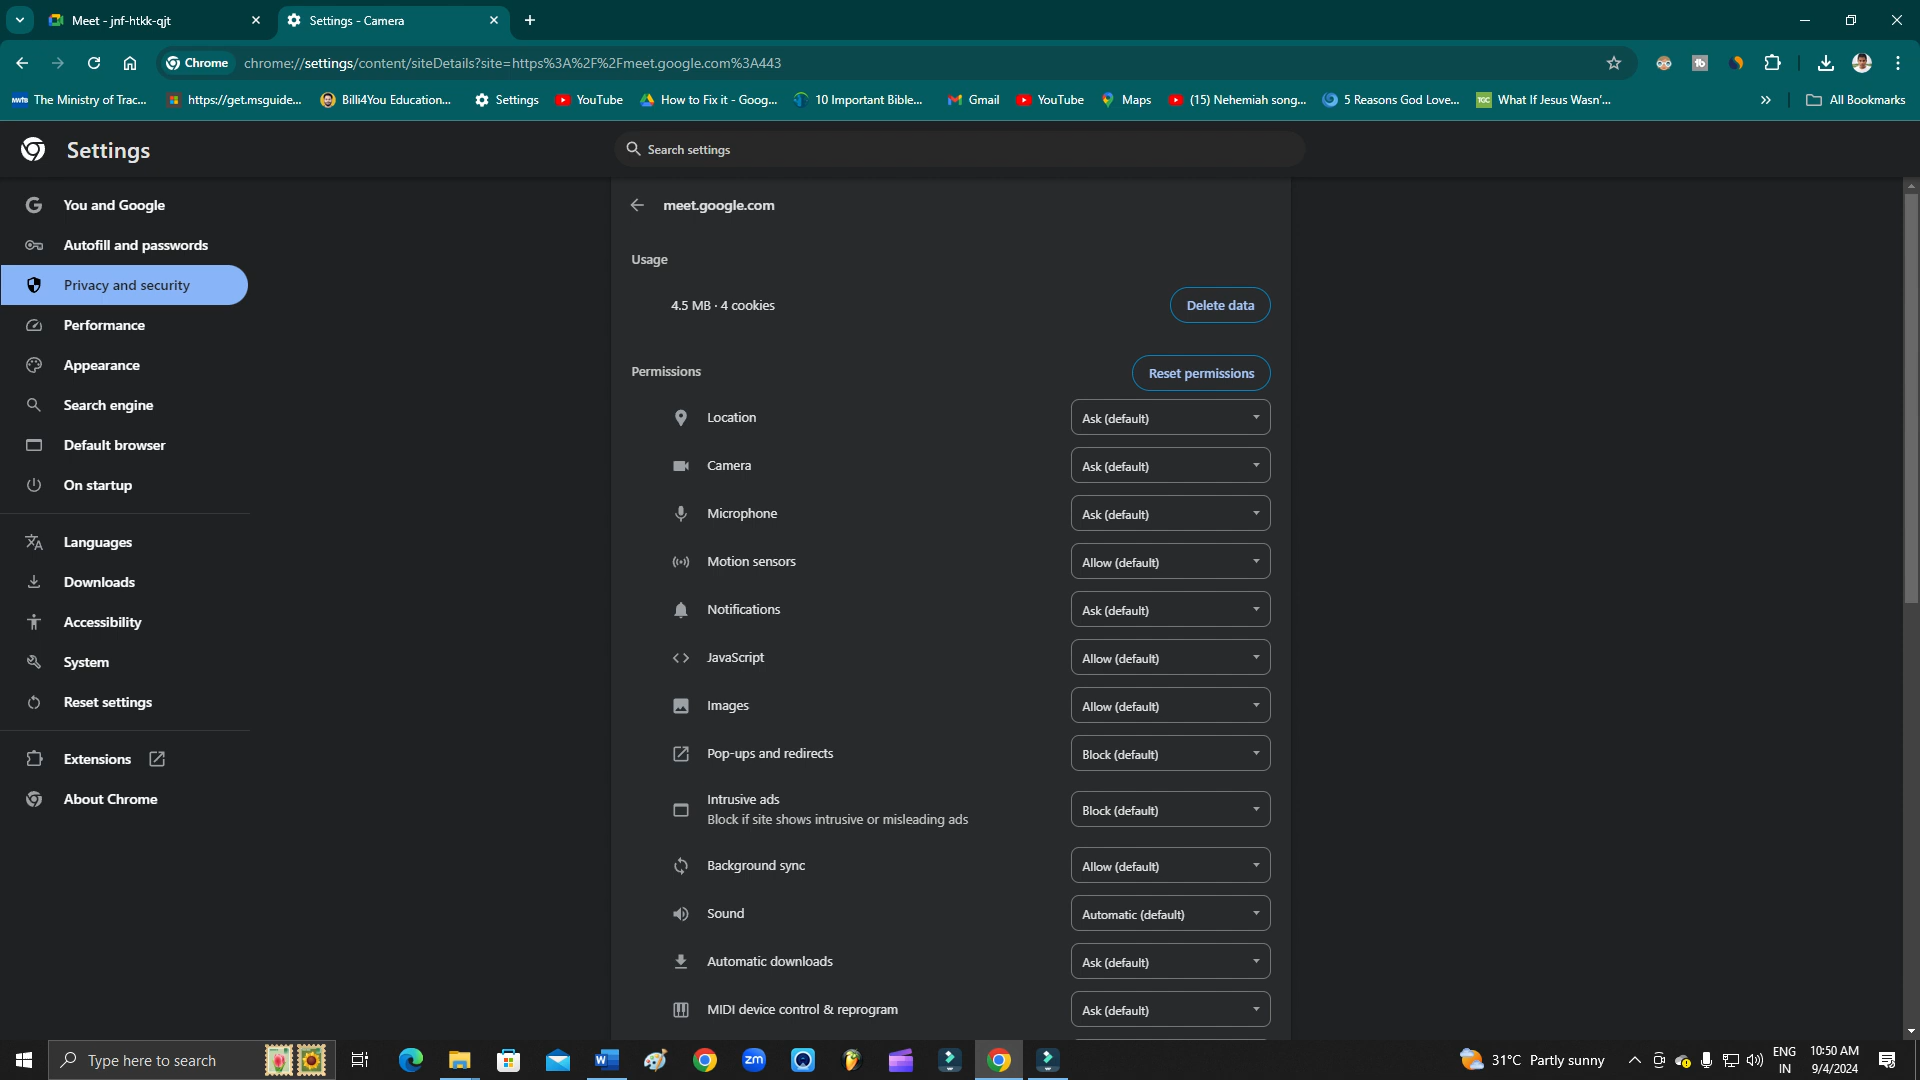 Meet - jnf-htkk-qjt
Settings - Camera
Chrome
chrome://settings/content/siteDetails?site=https%3A%2F%2Fmeet.google.com%3A443
MWTB The Ministry of Trac...
https://get.msguide...
Billi4You Education...
Settings
YouTube
How to Fix it - Goog...
10 Important Bible...
Gmail
YouTube
Maps
(15) Nehemiah song...
5 Reasons God Love...
TGC What If Jesus Wasn'...
All Bookmarks
Settings
Search settings
You and Google
Autofill and passwords
Privacy and security
Performance
Appearance
Search engine
Default browser
On startup
Languages
Downloads
Accessibility
System
Reset settings
Extensions
About Chrome
meet.google.com
Usage
4.5 MB · 4 cookies
Delete data
Permissions
Reset permissions
Location Ask (default)
Camera Ask (default)
Microphone Ask (default)
Motion sensors Allow (default)
Notifications Ask (default)
JavaScript Allow (default)
Images Allow (default)
Pop-ups and redirects Block (default)
Intrusive ads
Block if site shows intrusive or misleading ads
Block (default)
Background sync Allow (default)
Sound Automatic (default)
Automatic downloads Ask (default)
MIDI device control & reprogram Ask (default)
Type here to search
zm
31°C Partly sunny
ENG
IN
10:50 AM
9/4/2024